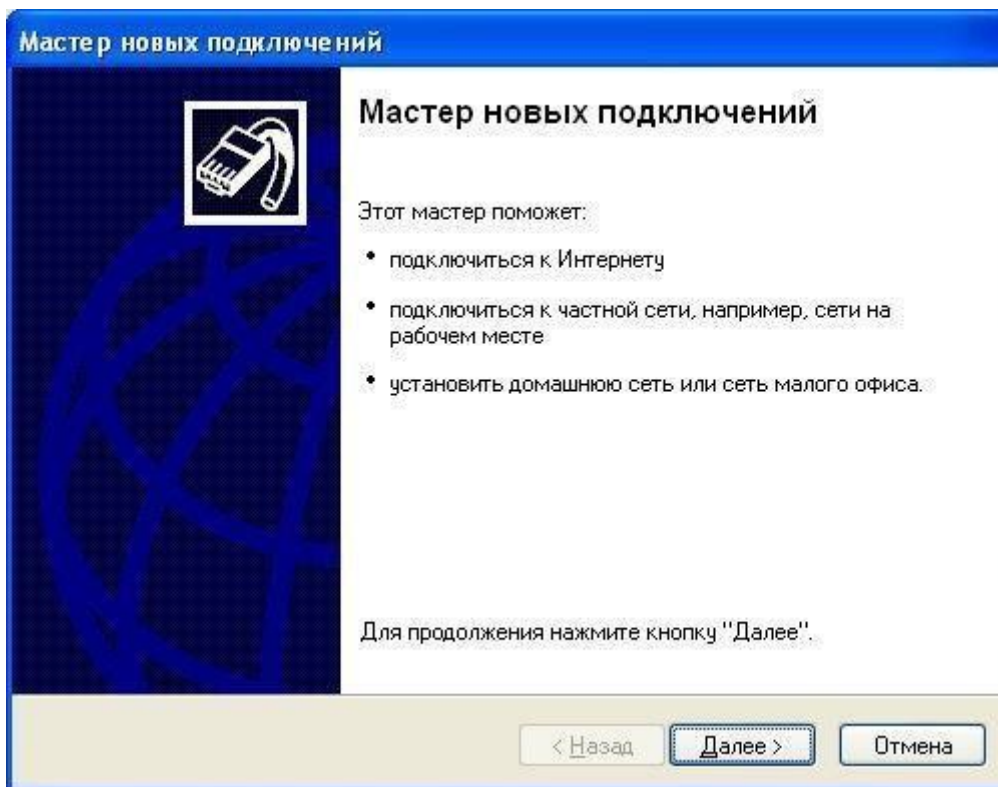 Мастер новых подключений
Мастер новых подключений
Этот мастер поможет:
• подключиться к Интернету
• подключиться к частной сети, например, сети на
рабочем месте
• установить домашнюю сеть или сеть малого офиса.
Для продолжения нажмите кнопку "Далее".
< Назад Далее > Отмена